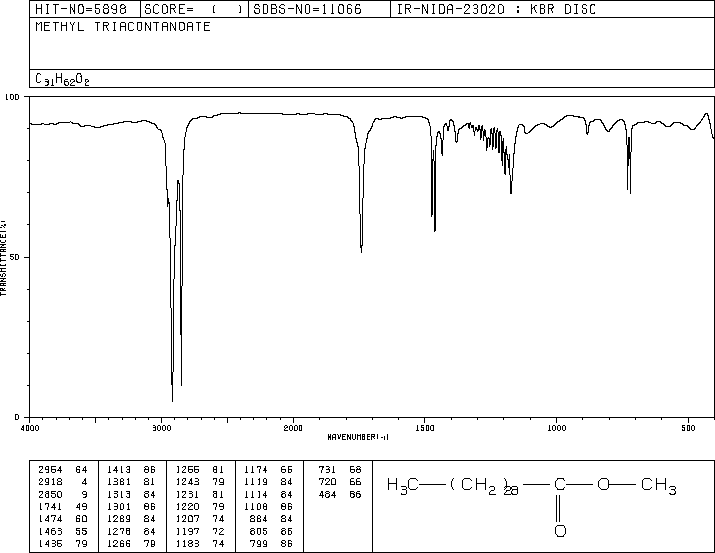 HIT-NO=5898 SCORE= ( ) SDBS-NO=11066 IR-NIDA-23020 : KBR DISC
METHYL TRIACONTANOATE
C31H62O2
100
50
0
TRANSMITTANCE(%)
4000 3000 2000 1500 1000 500
WAVENUMBER(-1)
2954 64 1413 86 1255 81 1174 66 731 68
2918 4 1381 81 1243 79 1119 84 720 66
2850 9 1313 84 1231 81 1114 84 484 86
1741 49 1301 86 1220 79 1108 86
1474 60 1289 84 1207 74 884 84
1463 55 1278 84 1197 72 805 86
1435 79 1266 79 1183 74 799 86
H3C (CH2)28 C O CH3
O